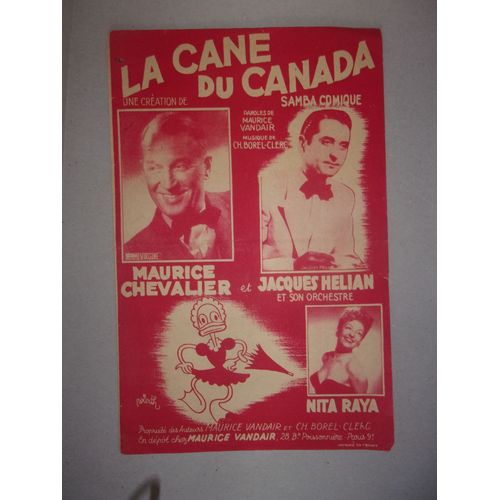 LA CANE
DU CANADA
UNE CRÉATION DE
SAMBA COMIQUE
PAROLES DE
MAURICE
VANDAIR
MUSIQUE DE
CH. BOREL-CLERC
MAURICE
CHEVALIER
et
JACQUES HELIAN
ET SON ORCHESTRE
NITA RAYA
Propriété des Auteurs MAURICE VANDAIR ET CH. BOREL-CLERC
En dépôt chez MAURICE VANDAIR, 28, Bd Poissonnière-Paris 9e